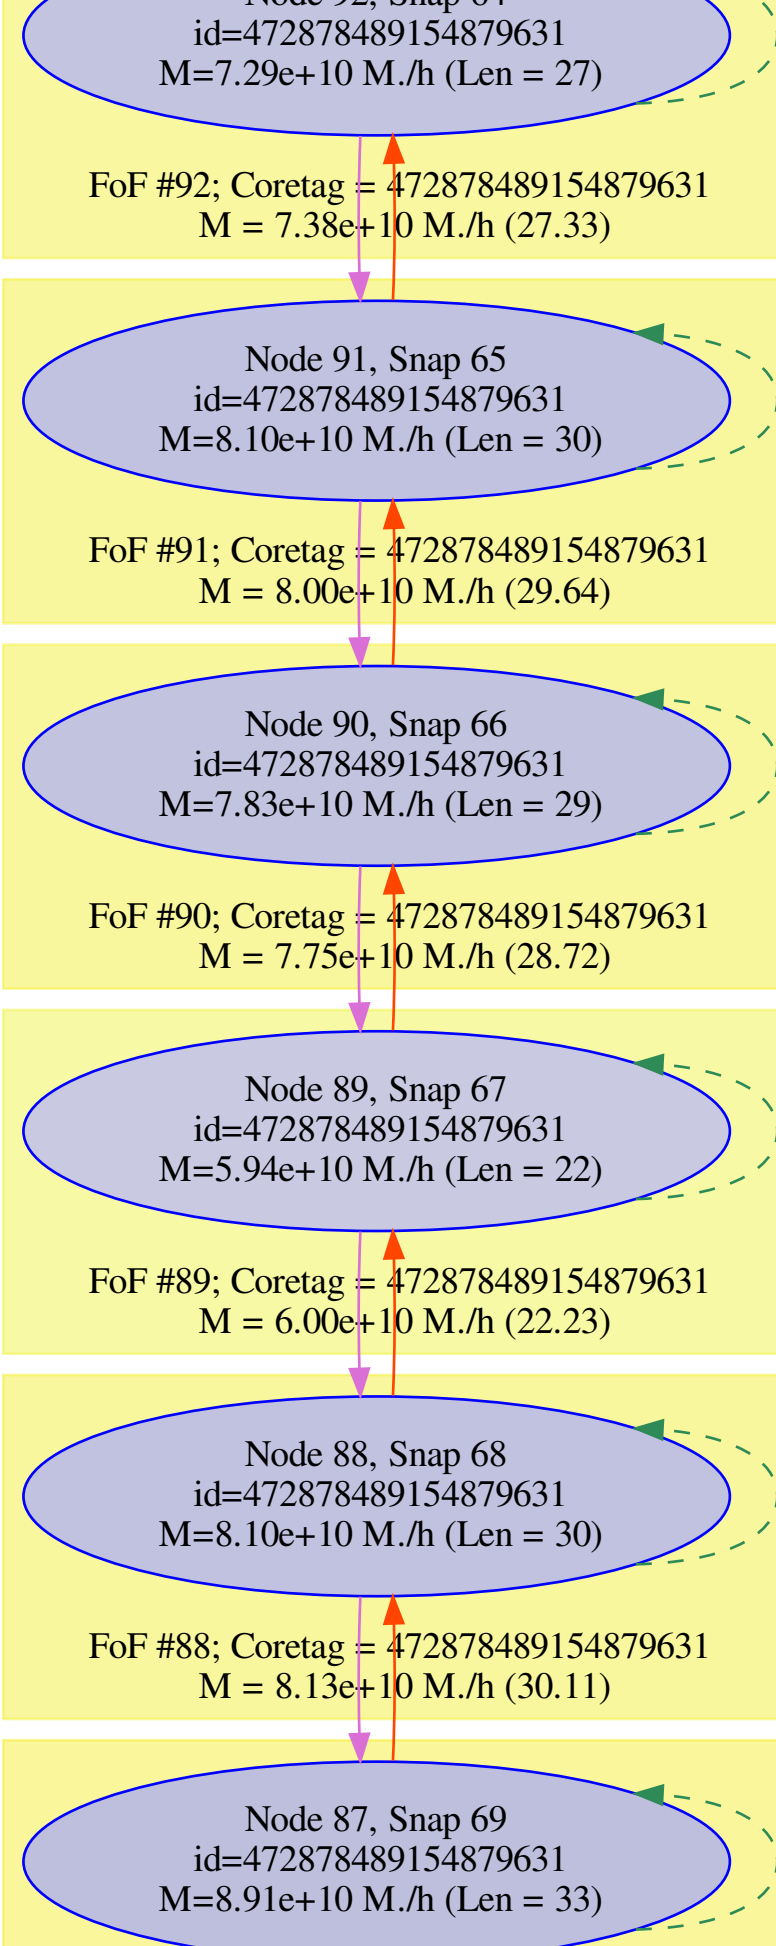 Node 92, Snap 64
id=472878489154879631
M=7.29e+10 M./h (Len = 27)
FoF #92; Coretag = 472878489154879631
M = 7.38e+10 M./h (27.33)
Node 91, Snap 65
id=472878489154879631
M=8.10e+10 M./h (Len = 30)
FoF #91; Coretag = 472878489154879631
M = 8.00e+10 M./h (29.64)
Node 90, Snap 66
id=472878489154879631
M=7.83e+10 M./h (Len = 29)
FoF #90; Coretag = 472878489154879631
M = 7.75e+10 M./h (28.72)
Node 89, Snap 67
id=472878489154879631
M=5.94e+10 M./h (Len = 22)
FoF #89; Coretag = 472878489154879631
M = 6.00e+10 M./h (22.23)
Node 88, Snap 68
id=472878489154879631
M=8.10e+10 M./h (Len = 30)
FoF #88; Coretag = 472878489154879631
M = 8.13e+10 M./h (30.11)
Node 87, Snap 69
id=472878489154879631
M=8.91e+10 M./h (Len = 33)